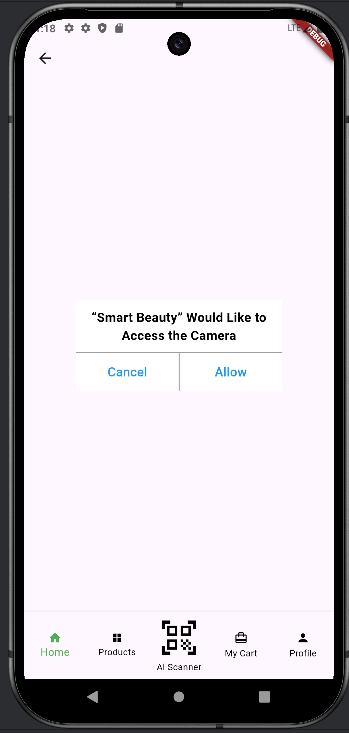 :18
LTE
DEBUG
“Smart Beauty” Would Like to
Access the Camera
Cancel
Allow
Home
Products
AI Scanner
My Cart
Profile